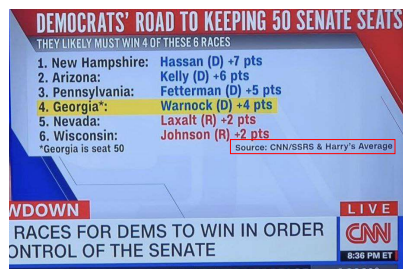 DEMOCRATS' ROAD TO KEEPING 50 SENATE SEATS
THEY LIKELY MUST WIN 4 OF THESE 6 RACES
1. New Hampshire: Hassan (D) +7 pts
2. Arizona: Kelly (D) +6 pts
3. Pennsylvania: Fetterman (D) +5 pts
4. Georgia*: Warnock (D) +4 pts
5. Nevada: Laxalt (R) +2 pts
6. Wisconsin: Johnson (R) +2 pts
*Georgia is seat 50
Source: CNN/SSRS & Harry's Average
WDOWN
LIVE
RACES FOR DEMS TO WIN IN ORDER
ONTROL OF THE SENATE
CNN
8:36 PM ET